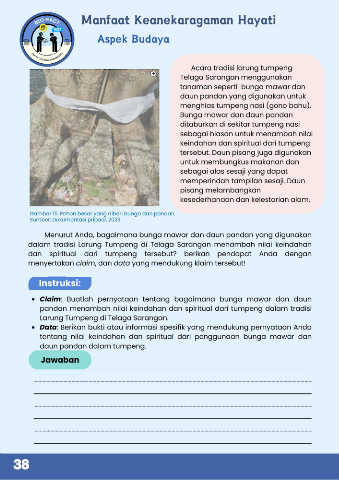 Manfaat Keanekaragaman Hayati
Aspek Budaya
Acara tradisi larung tumpeng
Telaga Sarangan menggunakan
tanaman seperti bunga mawar dan
daun pandan yang digunakan untuk
menghias tumpeng nasi (gono bahu).
Bunga mawar dan daun pandan
ditaburkan di sekitar tumpeng nasi
sebagai hiasan untuk menambah nilai
keindahan dan spiritual dari tumpeng
tersebut. Daun pisang juga digunakan
untuk membungkus makanan dan
sebagai alas sesaji yang dapat
memperindah tampilan sesaji. Daun
pisang melambangkan
kesederhanaan dan kelestarian alam.
Gambar 15. Pohon besar yang diberi bunga dan pandan
Sumber: Dokumentasi pribadi, 2023
Menurut Anda, bagaimana bunga mawar dan daun pandan yang digunakan
dalam tradisi Larung Tumpeng di Telaga Sarangan menambah nilai keindahan
dan spiritual dari tumpeng tersebut? berikan pendapat Anda dengan
menyertakan claim, dan data yang mendukung klaim tersebut!
Instruksi:
• Claim: Buatlah pernyataan tentang bagaimana bunga mawar dan daun
pandan menambah nilai keindahan dan spiritual dari tumpeng dalam tradisi
Larung Tumpeng di Telaga Sarangan.
• Data: Berikan bukti atau informasi spesifik yang mendukung pernyataan Anda
tentang nilai keindahan dan spiritual dari penggunaan bunga mawar dan
daun pandan dalam tumpeng.
Jawaban
38